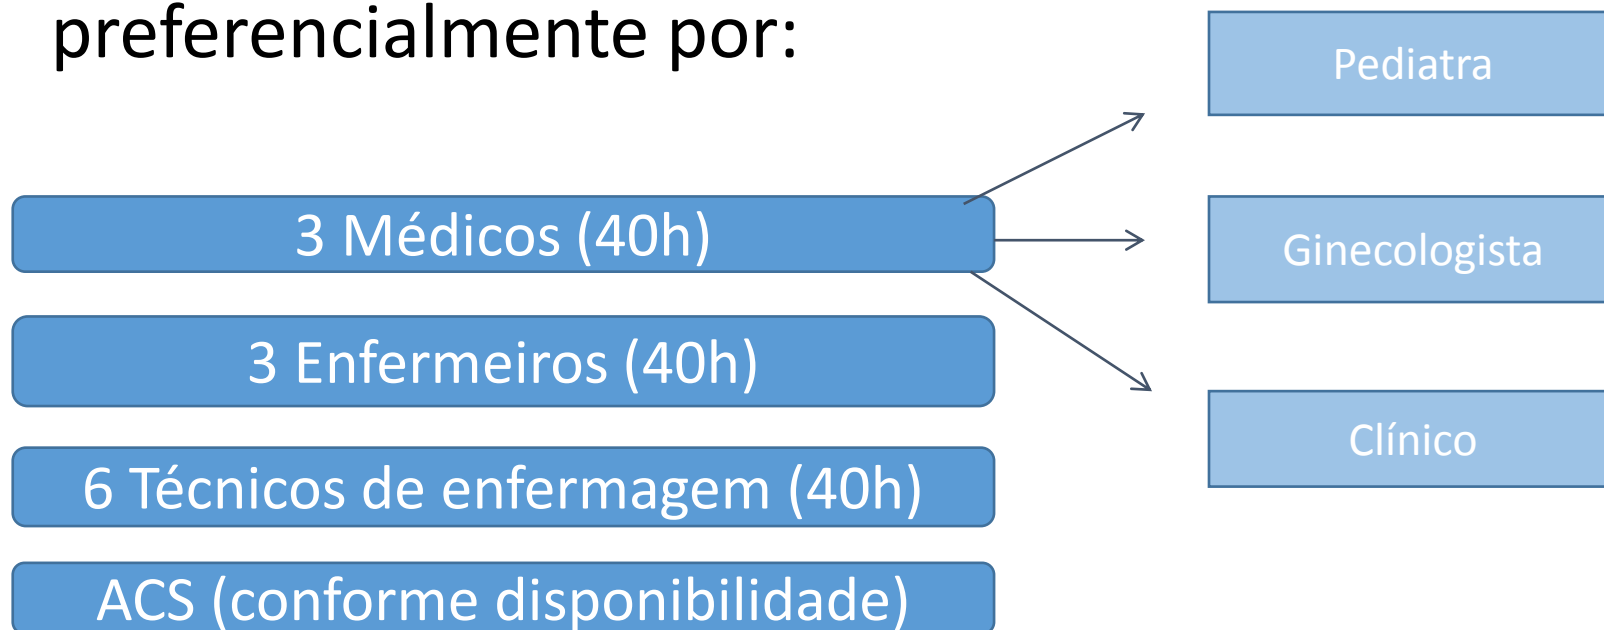 preferencialmente por:
3 Médicos (40h)
3 Enfermeiros (40h)
6 Técnicos de enfermagem (40h)
ACS (conforme disponibilidade)
Pediatra
Ginecologista
Clínico